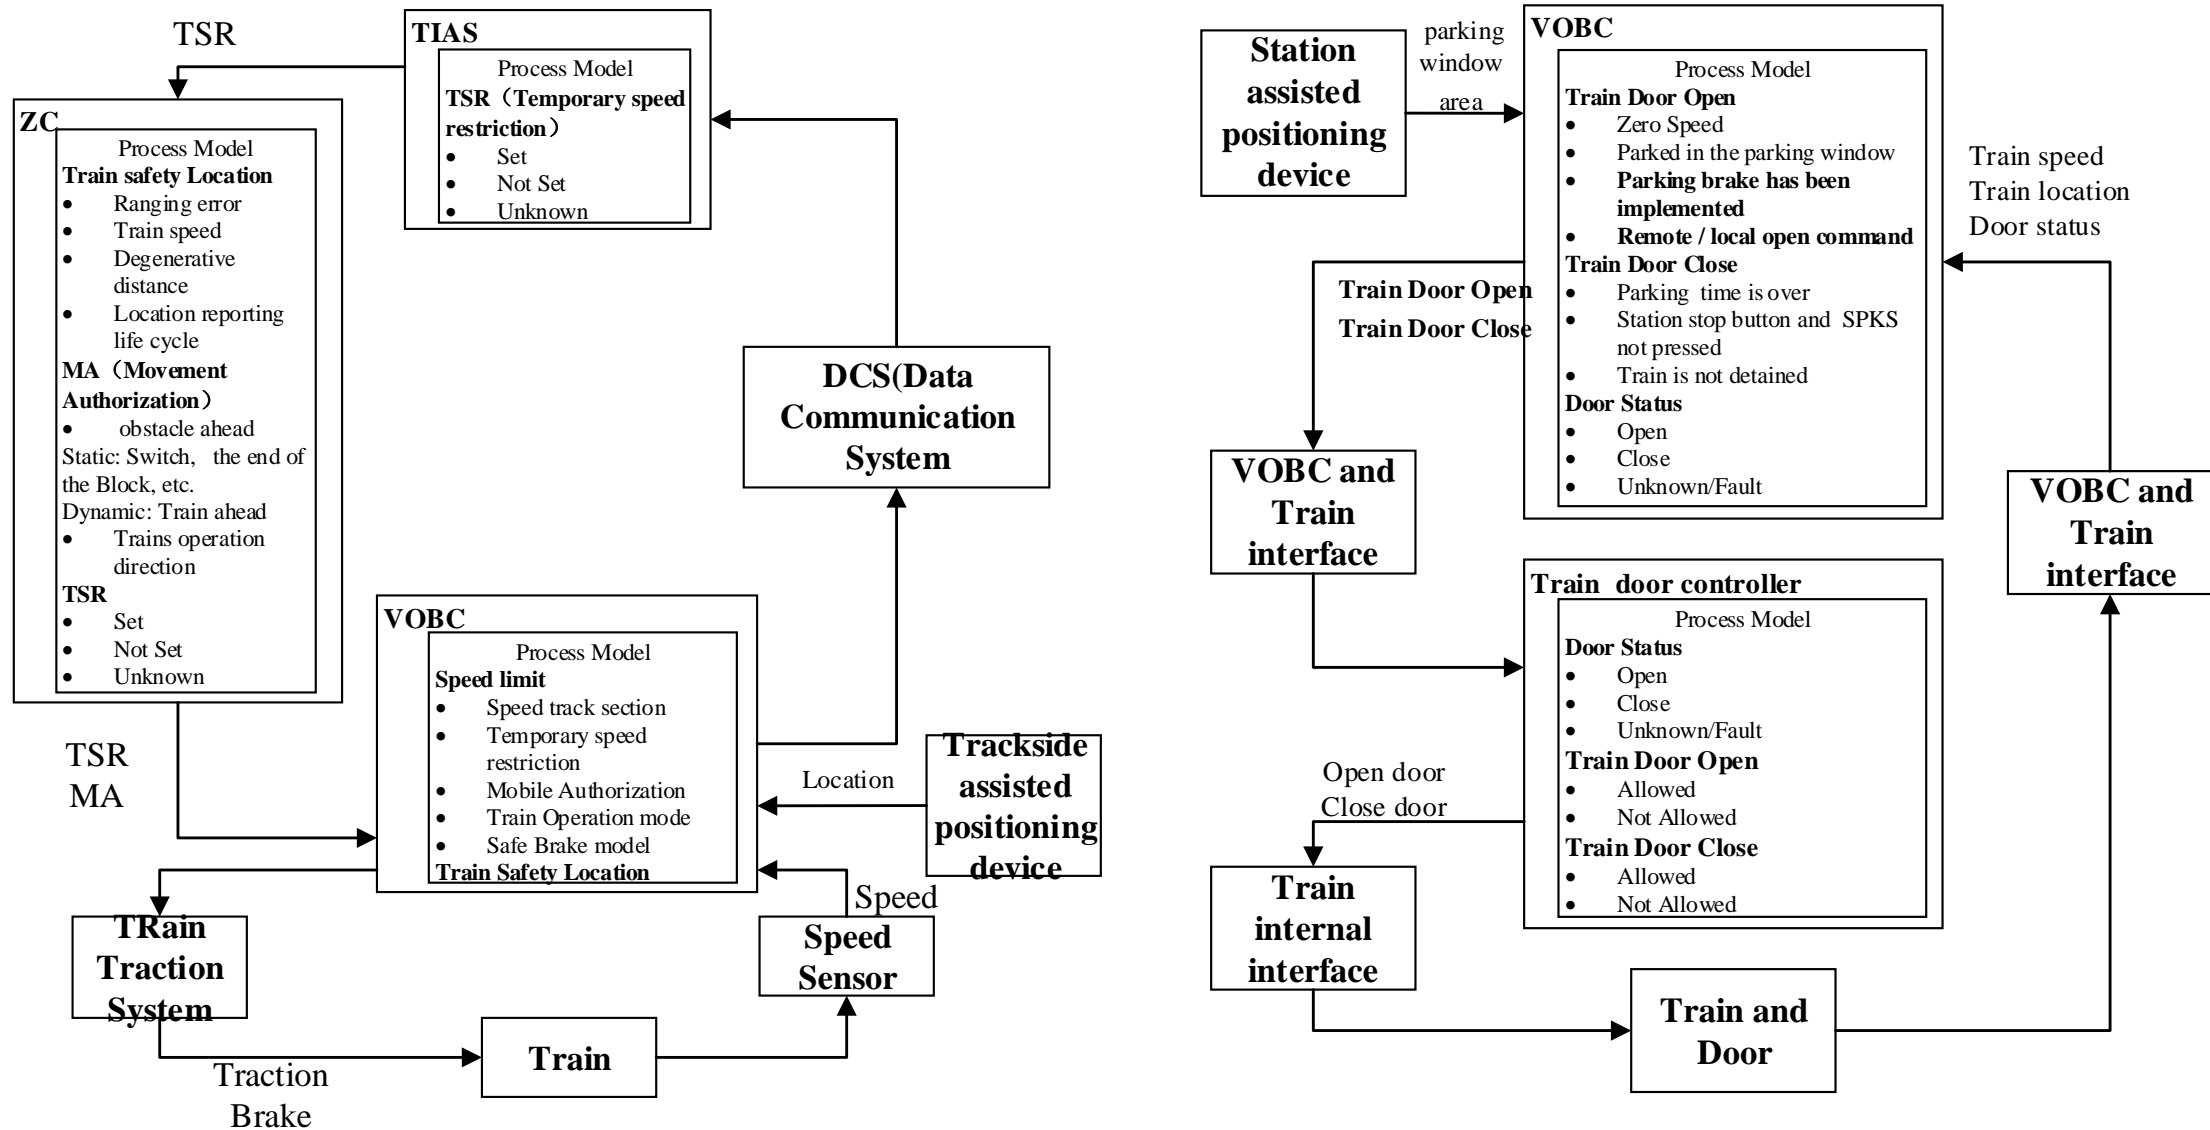 TSR
TIAS
Process Model
TSR（Temporary speed
restriction）
• Set
• Not Set
• Unknown
ZC
Process Model
Train safety Location
• Ranging error
• Train speed
• Degenerative
distance
• Location reporting
life cycle
MA（Movement
Authorization）
• obstacle ahead
Static: Switch, the end of
the Block, etc.
Dynamic: Train ahead
• Trains operation
direction
TSR
• Set
• Not Set
• Unknown
DCS(Data
Communication
System
TSR
MA
VOBC
Process Model
Speed limit
• Speed track section
• Temporary speed
restriction
• Mobile Authorization
• Train Operation mode
• Safe Brake model
Train Safety Location
Location
Trackside
assisted
positioning
device
Speed
Speed
Sensor
TRain
Traction
System
Traction
Brake
Train
Station
assisted
positioning
device
parking
window
area
VOBC
Process Model
Train Door Open
• Zero Speed
• Parked in the parking window
• Parking brake has been
implemented
• Remote / local open command
Train Door Close
• Parking time is over
• Station stop button and SPKS
not pressed
• Train is not detained
Door Status
• Open
• Close
• Unknown/Fault
Train speed
Train location
Door status
Train Door Open
Train Door Close
VOBC and
Train
interface
VOBC and
Train
interface
Train door controller
Process Model
Door Status
• Open
• Close
• Unknown/Fault
Train Door Open
• Allowed
• Not Allowed
Train Door Close
• Allowed
• Not Allowed
Open door
Close door
Train
internal
interface
Train and
Door